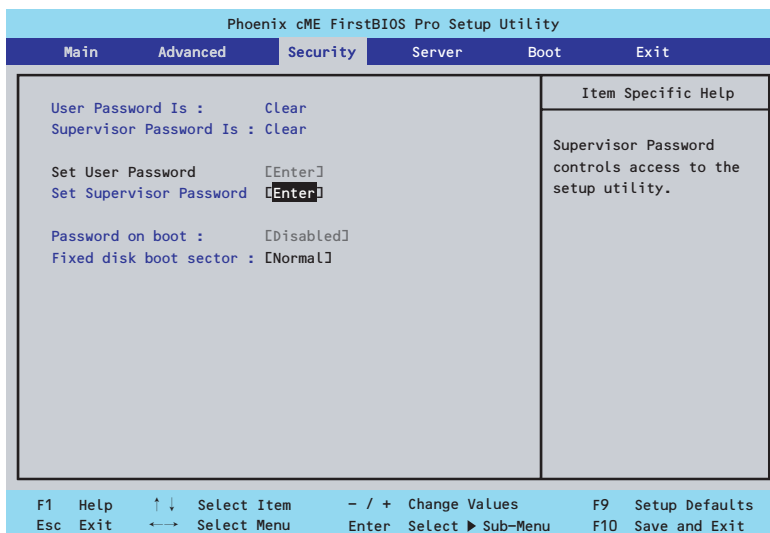 Phoenix cME FirstBIOS Pro Setup Utility
Main Advanced Security Server Boot Exit
User Password Is : Clear
Supervisor Password Is : Clear
Set User Password [Enter]
Set Supervisor Password [Enter]
Password on boot : [Disabled]
Fixed disk boot sector : [Normal]
Item Specific Help
Supervisor Password
controls access to the
setup utility.
F1 Help ↑↓ Select Item - / + Change Values F9 Setup Defaults
Esc Exit ←→ Select Menu Enter Select ▶ Sub-Menu F10 Save and Exit